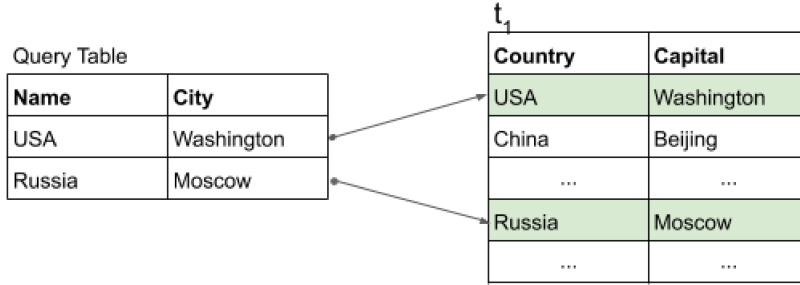 Query Table
Name City
USA Washington
Russia Moscow
t1
Country Capital
USA Washington
China Beijing
... ...
Russia Moscow
... ...